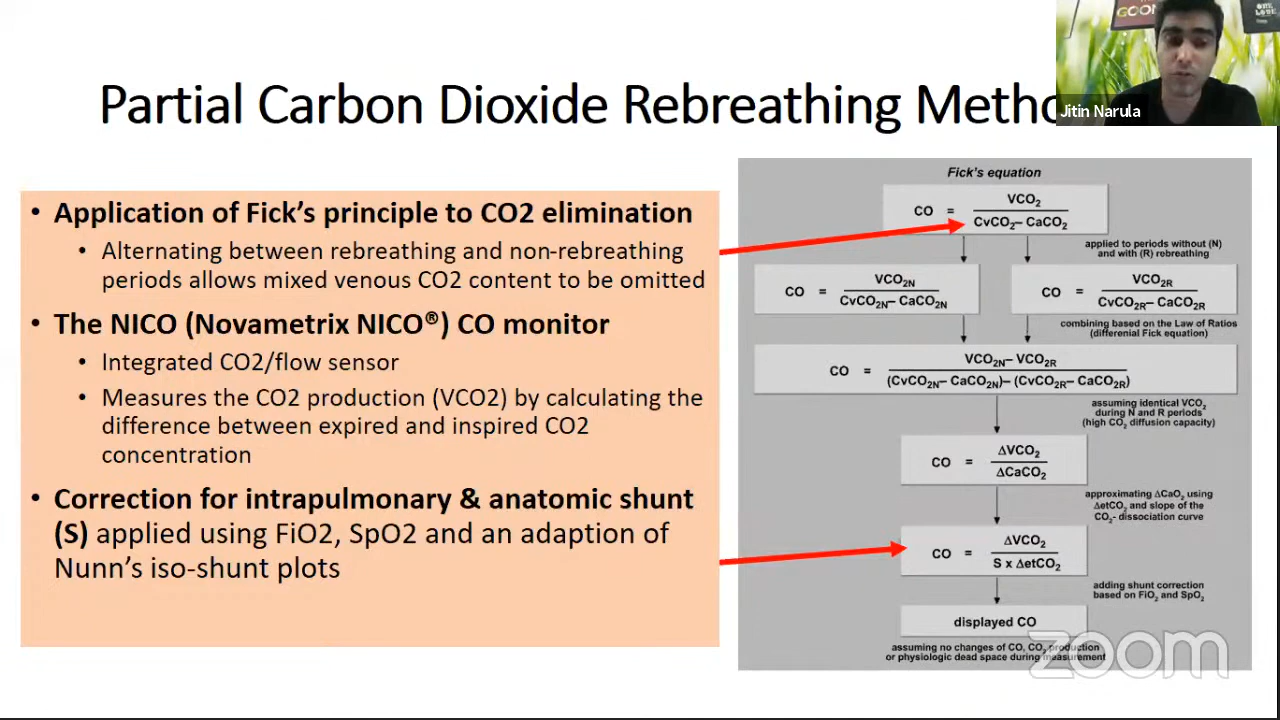 GOON
Jitin Narula
Partial Carbon Dioxide Rebreathing Metho
• Application of Fick's principle to CO2 elimination
• Alternating between rebreathing and non-rebreathing
periods allows mixed venous CO2 content to be omitted
• The NICO (Novametrix NICO®) CO monitor
• Integrated CO2/flow sensor
• Measures the CO2 production (VCO2) by calculating the
difference between expired and inspired CO2
concentration
• Correction for intrapulmonary & anatomic shunt
(S) applied using FiO2, SpO2 and an adaption of
Nunn's iso-shunt plots
Fick's equation
CO = VCO₂
CvCO₂– CaCO₂
applied to periods without (N)
and with (R) rebreathing
CO = VCO₂N
CvCO₂N– CaCO₂N
CO = VCO₂R
CvCO₂R– CaCO₂R
combining based on the Law of Ratios
(differenial Fick equation)
CO = VCO₂N– VCO₂R
(CvCO₂N– CaCO₂N)– (CvCO₂R– CaCO₂R)
assuming identical VCO₂
during N and R periods
(high CO₂ diffusion capacity)
CO = ΔVCO₂
ΔCaCO₂
approximating ΔCaO₂ using
ΔetCO₂ and slope of the
CO₂- dissociation curve
CO = ΔVCO₂
S x ΔetCO₂
adding shunt correction
based on FiO₂ and SpO₂
displayed CO
assuming no changes of CO, CO₂ production
or physiologic dead space during measurement
zoom